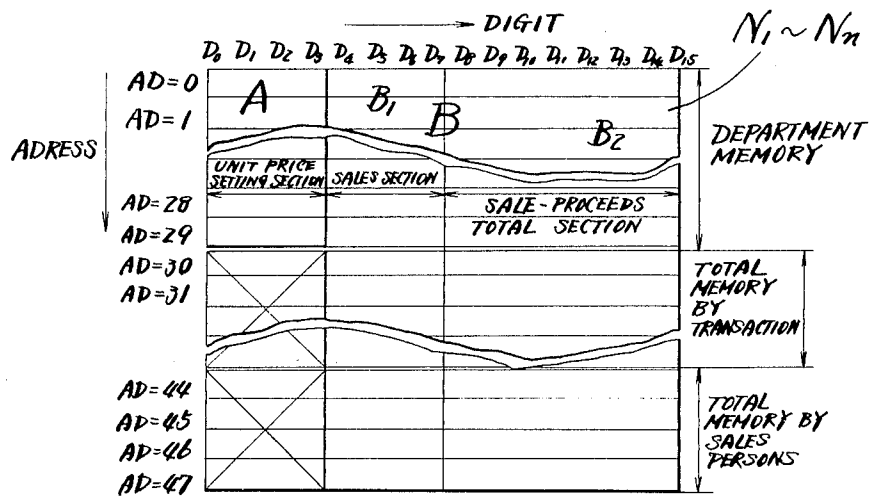 DIGIT
N₁ ~ Nₙ
D₀ D₁ D₂ D₃ D₄ D₅ D₆ D₇ D₈ D₉ D₁₀ D₁₁ D₁₂ D₁₃ D₁₄ D₁₅
AD=0
A
B₁
B
B₂
AD=1
ADRESS
DEPARTMENT
MEMORY
UNIT PRICE
SETTING SECTION
SALES SECTION
SALE-PROCEEDS
TOTAL SECTION
AD=28
AD=29
AD=30
AD=31
TOTAL
MEMORY
BY
TRANSACTION
AD=44
AD=45
AD=46
AD=47
TOTAL
MEMORY BY
SALES
PERSONS